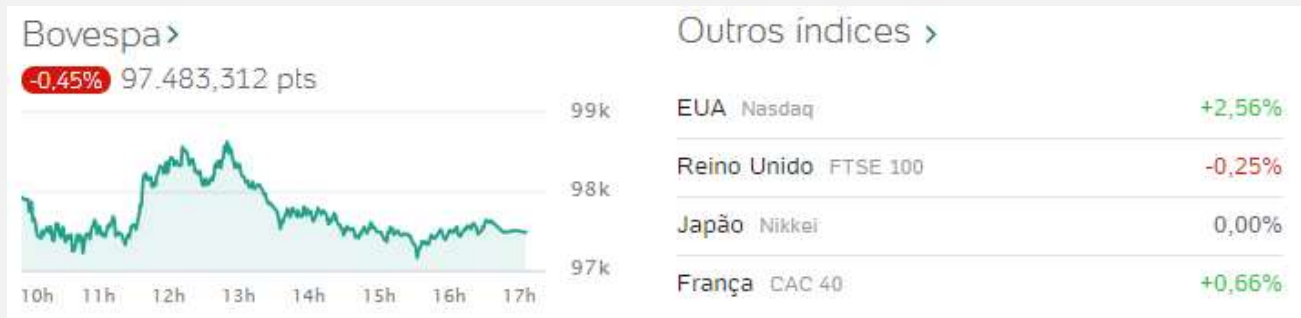 Bovespa>
-0,45% 97.483,312 pts
99k
98k
97k
10h 11h 12h 13h 14h 15h 16h 17h
Outros índices >
EUA Nasdaq +2,56%
Reino Unido FTSE 100 -0,25%
Japão Nikkei 0,00%
França CAC 40 +0,66%